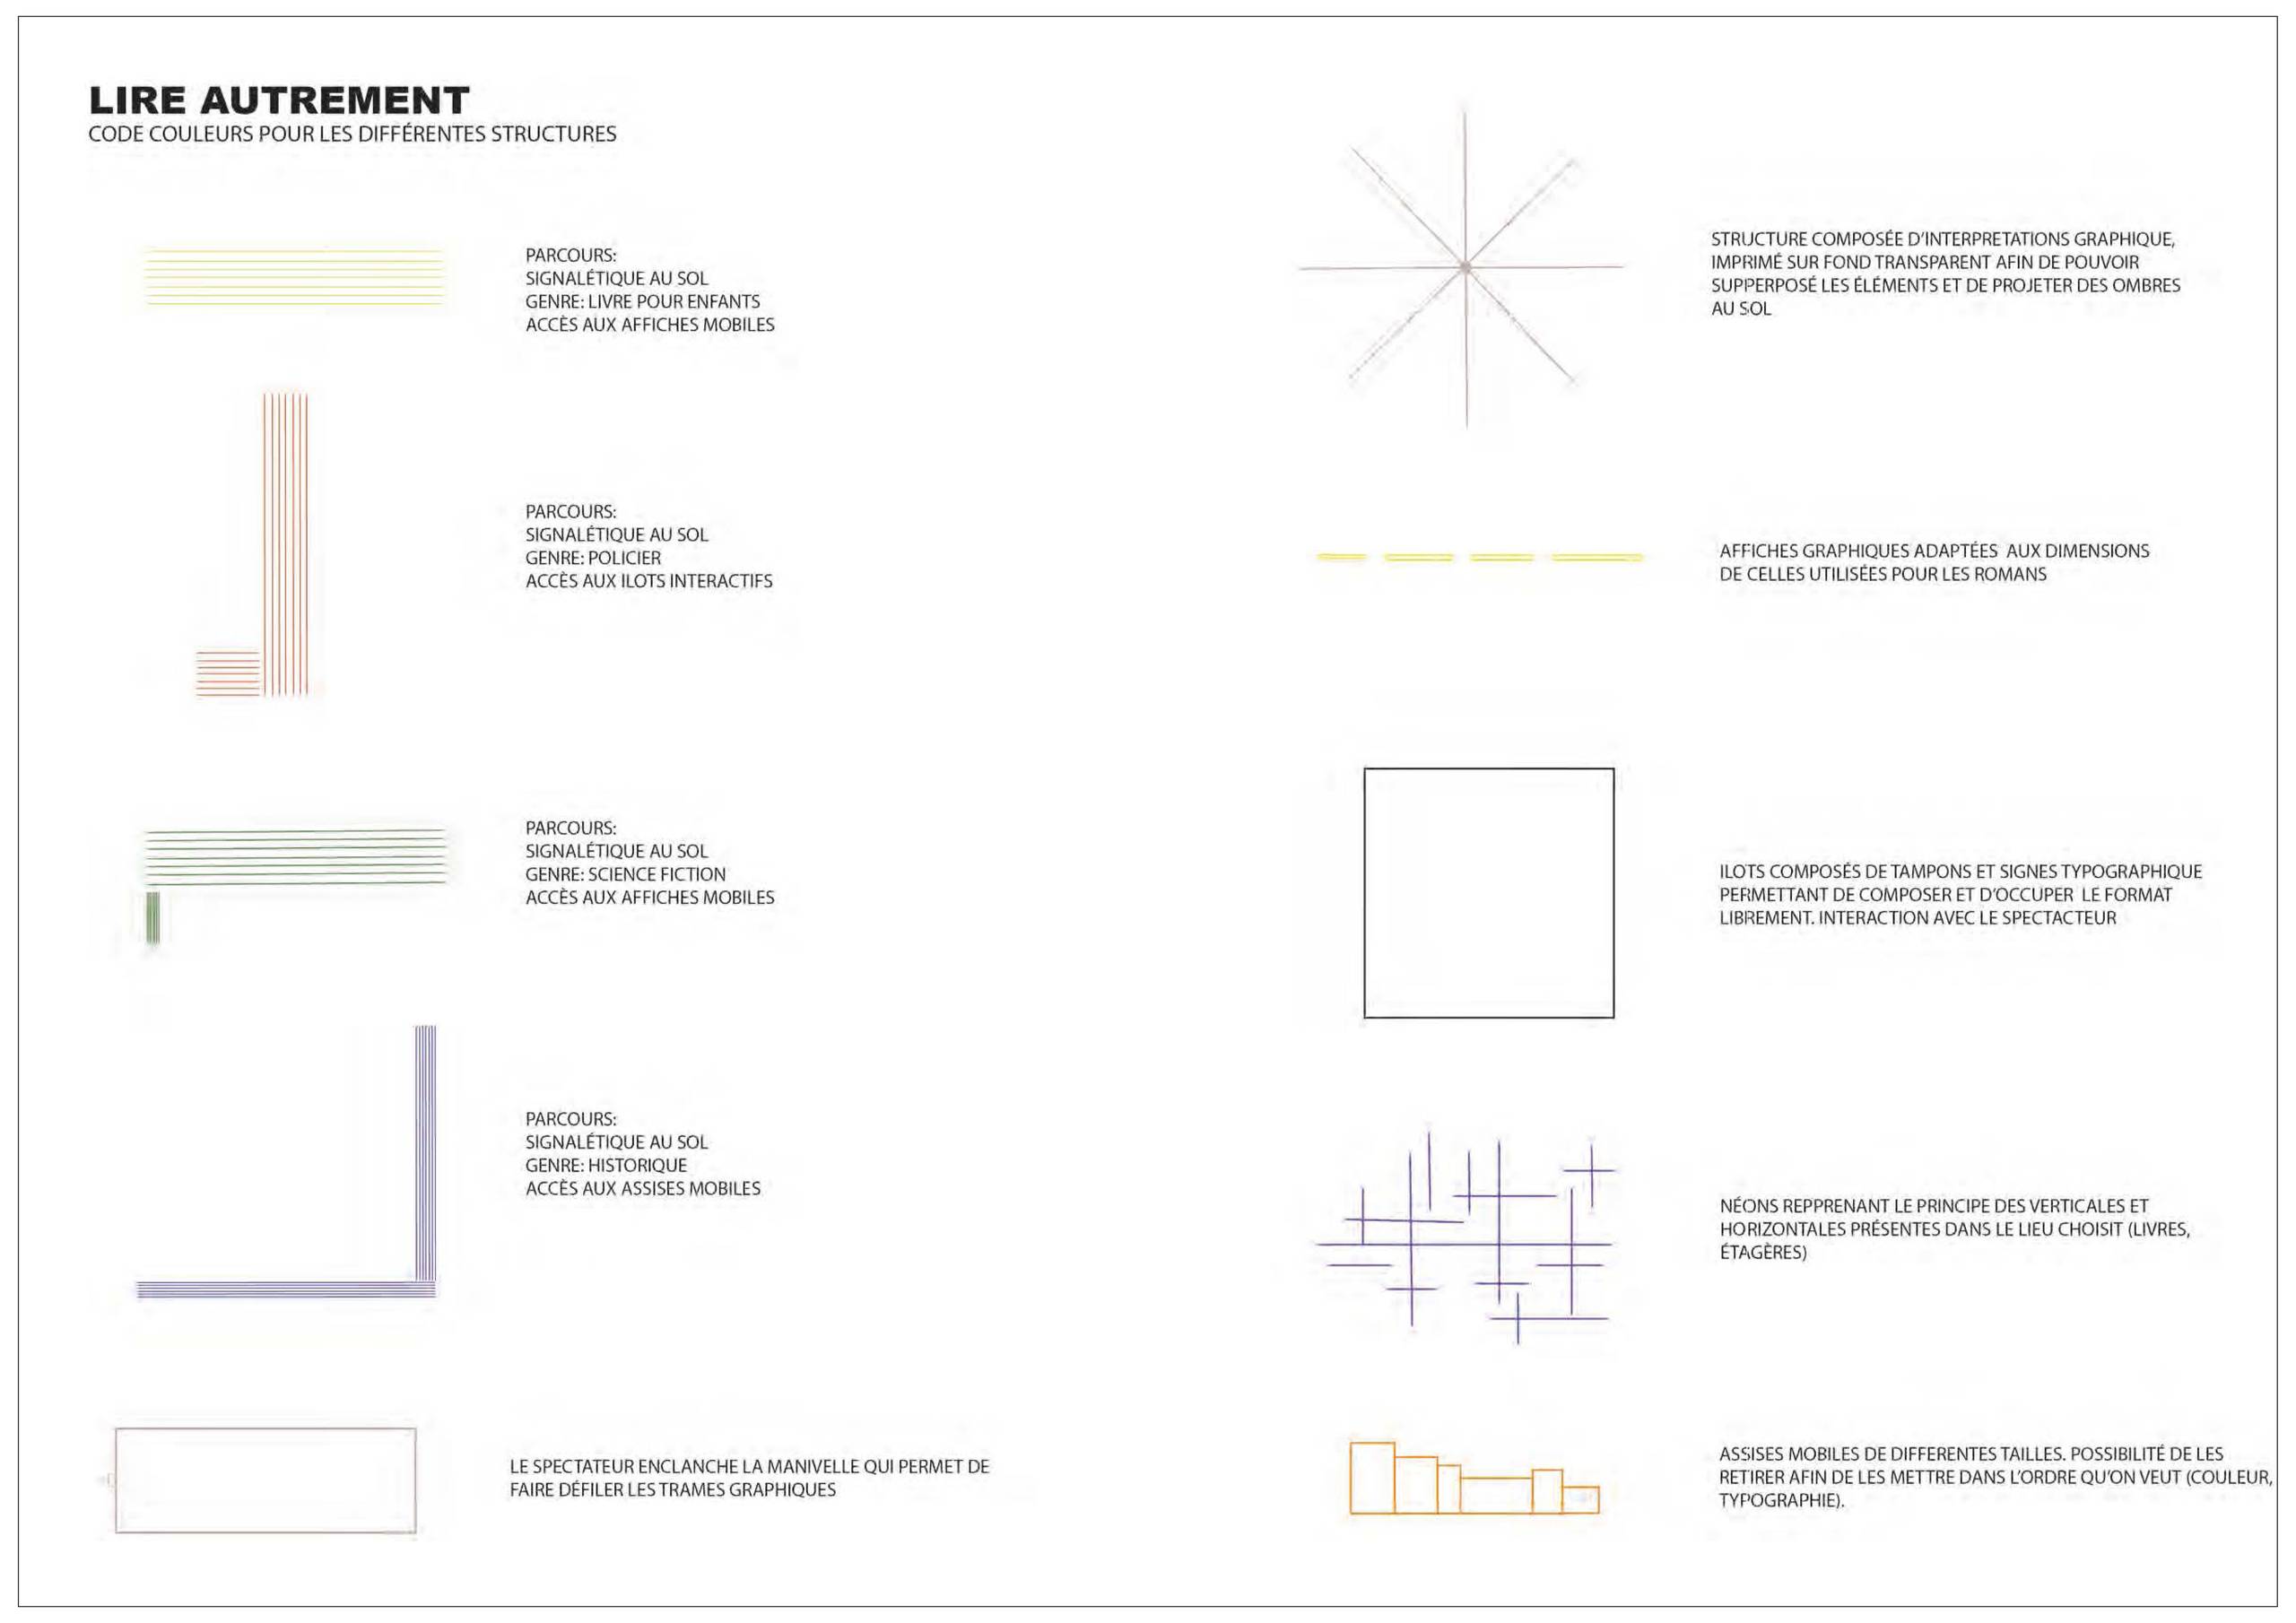 LIRE AUTREMENT
CODE COULEURS POUR LES DIFFÉRENTES STRUCTURES
PARCOURS:
SIGNALÉTIQUE AU SOL
GENRE: LIVRE POUR ENFANTS
ACCÈS AUX AFFICHES MOBILES
PARCOURS:
SIGNALÉTIQUE AU SOL
GENRE: POLICIER
ACCÈS AUX ILOTS INTERACTIFS
PARCOURS:
SIGNALÉTIQUE AU SOL
GENRE: SCIENCE FICTION
ACCÈS AUX AFFICHES MOBILES
PARCOURS:
SIGNALÉTIQUE AU SOL
GENRE: HISTORIQUE
ACCÈS AUX ASSISES MOBILES
LE SPECTATEUR ENCLANCHE LA MANIVELLE QUI PERMET DE
FAIRE DÉFILER LES TRAMES GRAPHIQUES
STRUCTURE COMPOSÉE D'INTERPRETATIONS GRAPHIQUE,
IMPRIMÉ SUR FOND TRANSPARENT AFIN DE POUVOIR
SUPPERPOSÉ LES ÉLÉMENTS ET DE PROJETER DES OMBRES
AU SOL
AFFICHES GRAPHIQUES ADAPTÉES AUX DIMENSIONS
DE CELLES UTILISÉES POUR LES ROMANS
ILOTS COMPOSÉS DE TAMPONS ET SIGNES TYPOGRAPHIQUE
PERMETTANT DE COMPOSER ET D'OCCUPER LE FORMAT
LIBREMENT. INTERACTION AVEC LE SPECTACTEUR
NÉONS REPPRENANT LE PRINCIPE DES VERTICALES ET
HORIZONTALES PRÉSENTES DANS LE LIEU CHOISIT (LIVRES,
ÉTAGÈRES)
ASSISES MOBILES DE DIFFERENTES TAILLES. POSSIBILITÉ DE LES
RETIRER AFIN DE LES METTRE DANS L'ORDRE QU'ON VEUT (COULEUR,
TYPOGRAPHIE).